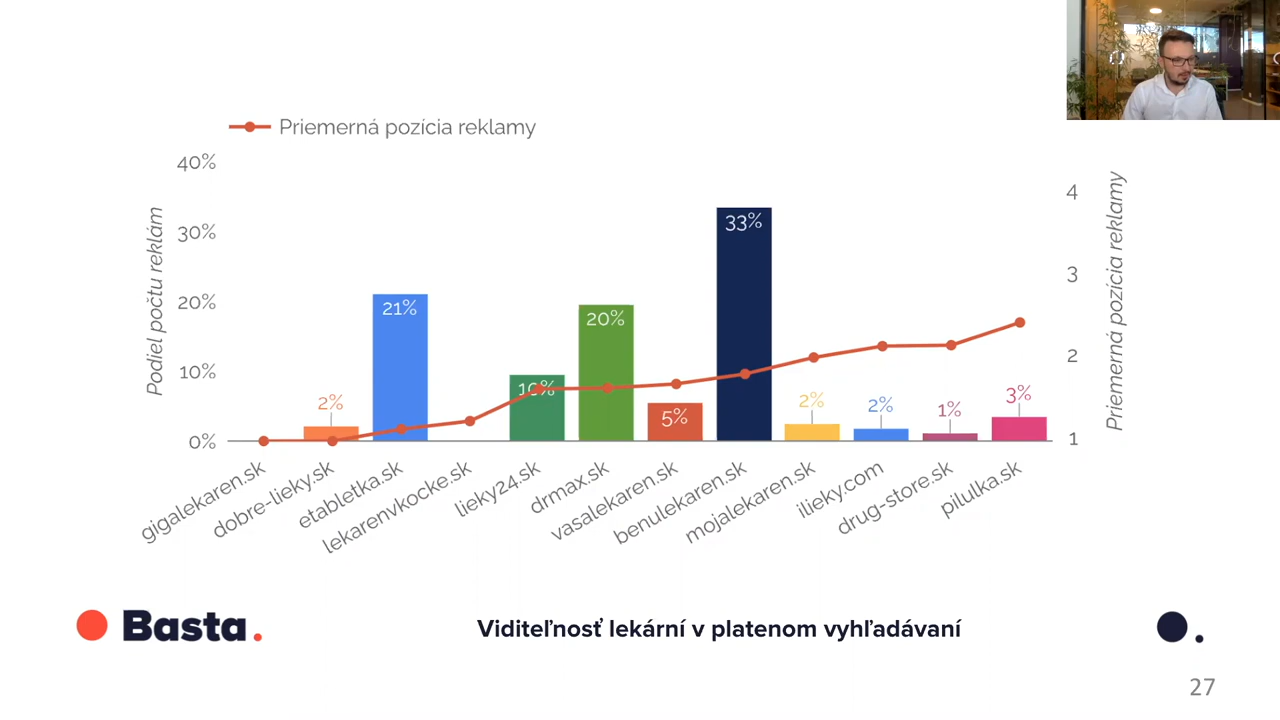 Priemerná pozícia reklamy
40%
30%
20%
10%
0%
Podiel počtu reklám
2%
21%
10%
20%
5%
33%
2%
2%
1%
3%
4
3
2
1
Priemerná pozícia reklamy
gigalekaren.sk
dobre-lieky.sk
etabletka.sk
lekarenvkocke.sk
lieky24.sk
drmax.sk
vasalekaren.sk
benulekaren.sk
mojalekaren.sk
ilieky.com
drug-store.sk
pilulka.sk
Basta.
Viditeľnosť lekární v platenom vyhľadávaní
27